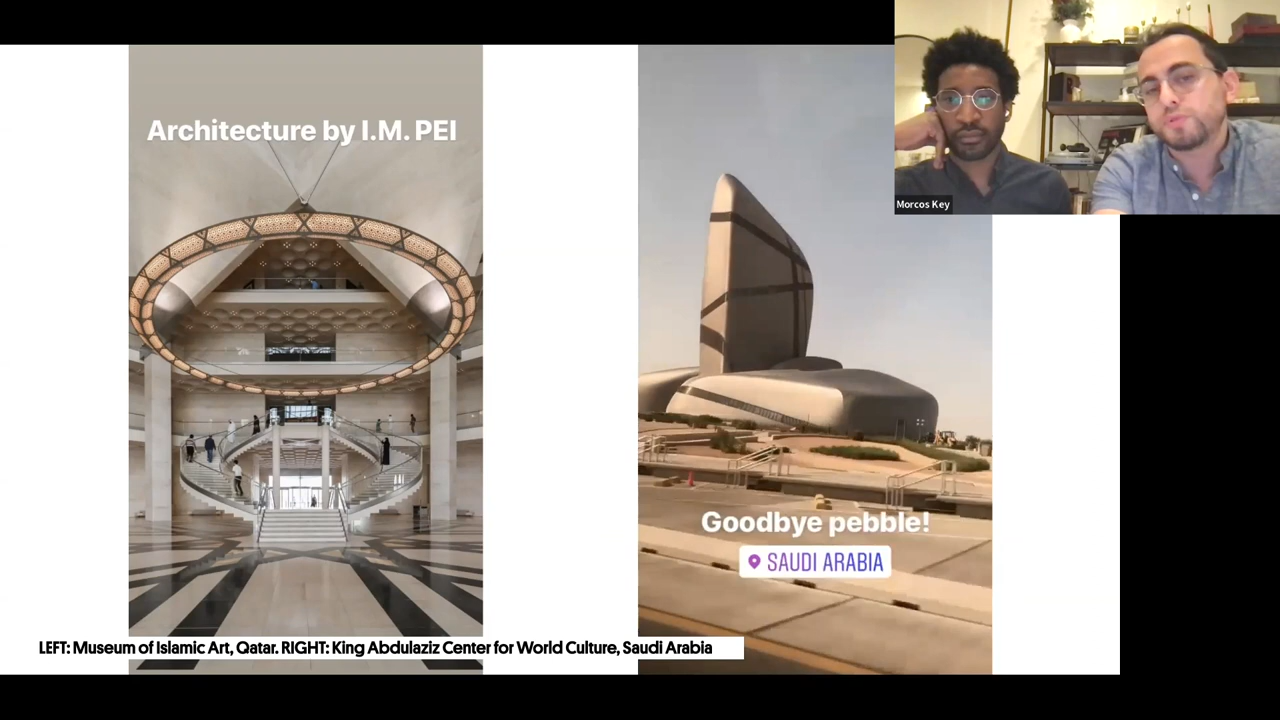 Architecture by I.M. PEI
Morcos Key
Goodbye pebble!
SAUDI ARABIA
LEFT: Museum of Islamic Art, Qatar. RIGHT: King Abdulaziz Center for World Culture, Saudi Arabia